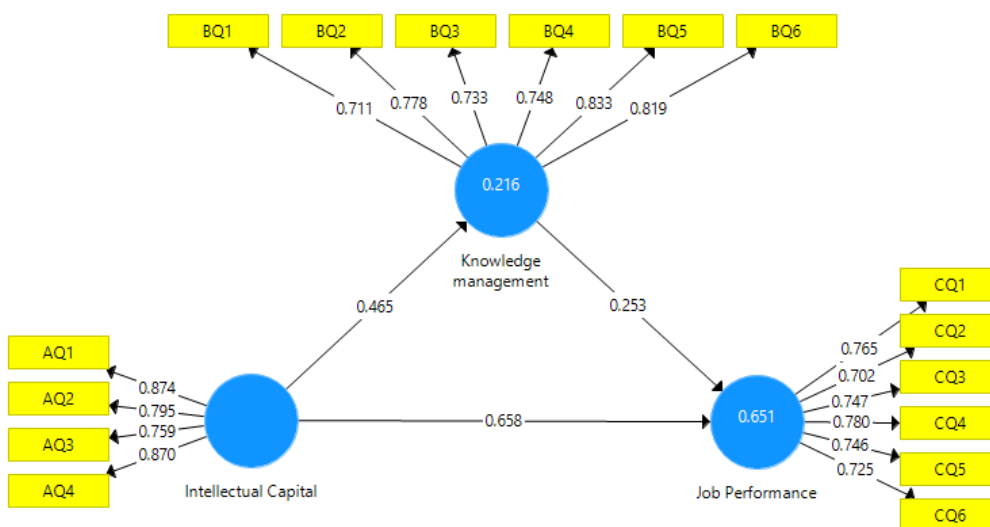 BQ1 BQ2 BQ3 BQ4 BQ5 BQ6
0.711 0.778 0.733 0.748 0.833 0.819
0.216
Knowledge
management
0.465
0.253
AQ1
AQ2
AQ3
AQ4
0.874
0.795
0.759
0.870
Intellectual Capital
0.658
0.651
Job Performance
0.765
0.702
0.747
0.780
0.746
0.725
CQ1
CQ2
CQ3
CQ4
CQ5
CQ6